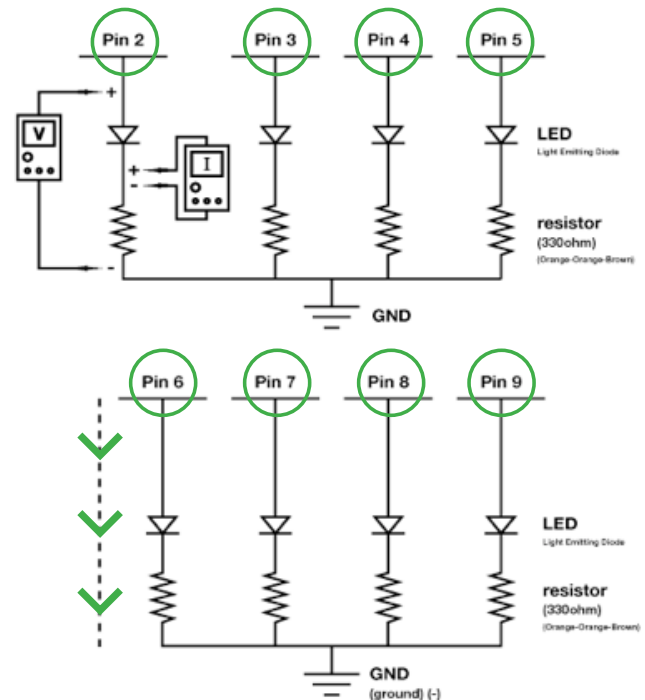 Pin 2 Pin 3 Pin 4 Pin 5
+
V
LED
Light Emitting Diode
+
I
-
resistor
(330ohm)
(Orange-Orange-Brown)
-
GND
Pin 6 Pin 7 Pin 8 Pin 9
LED
Light Emitting Diode
resistor
(330ohm)
(Orange-Orange-Brown)
GND
(ground) (-)